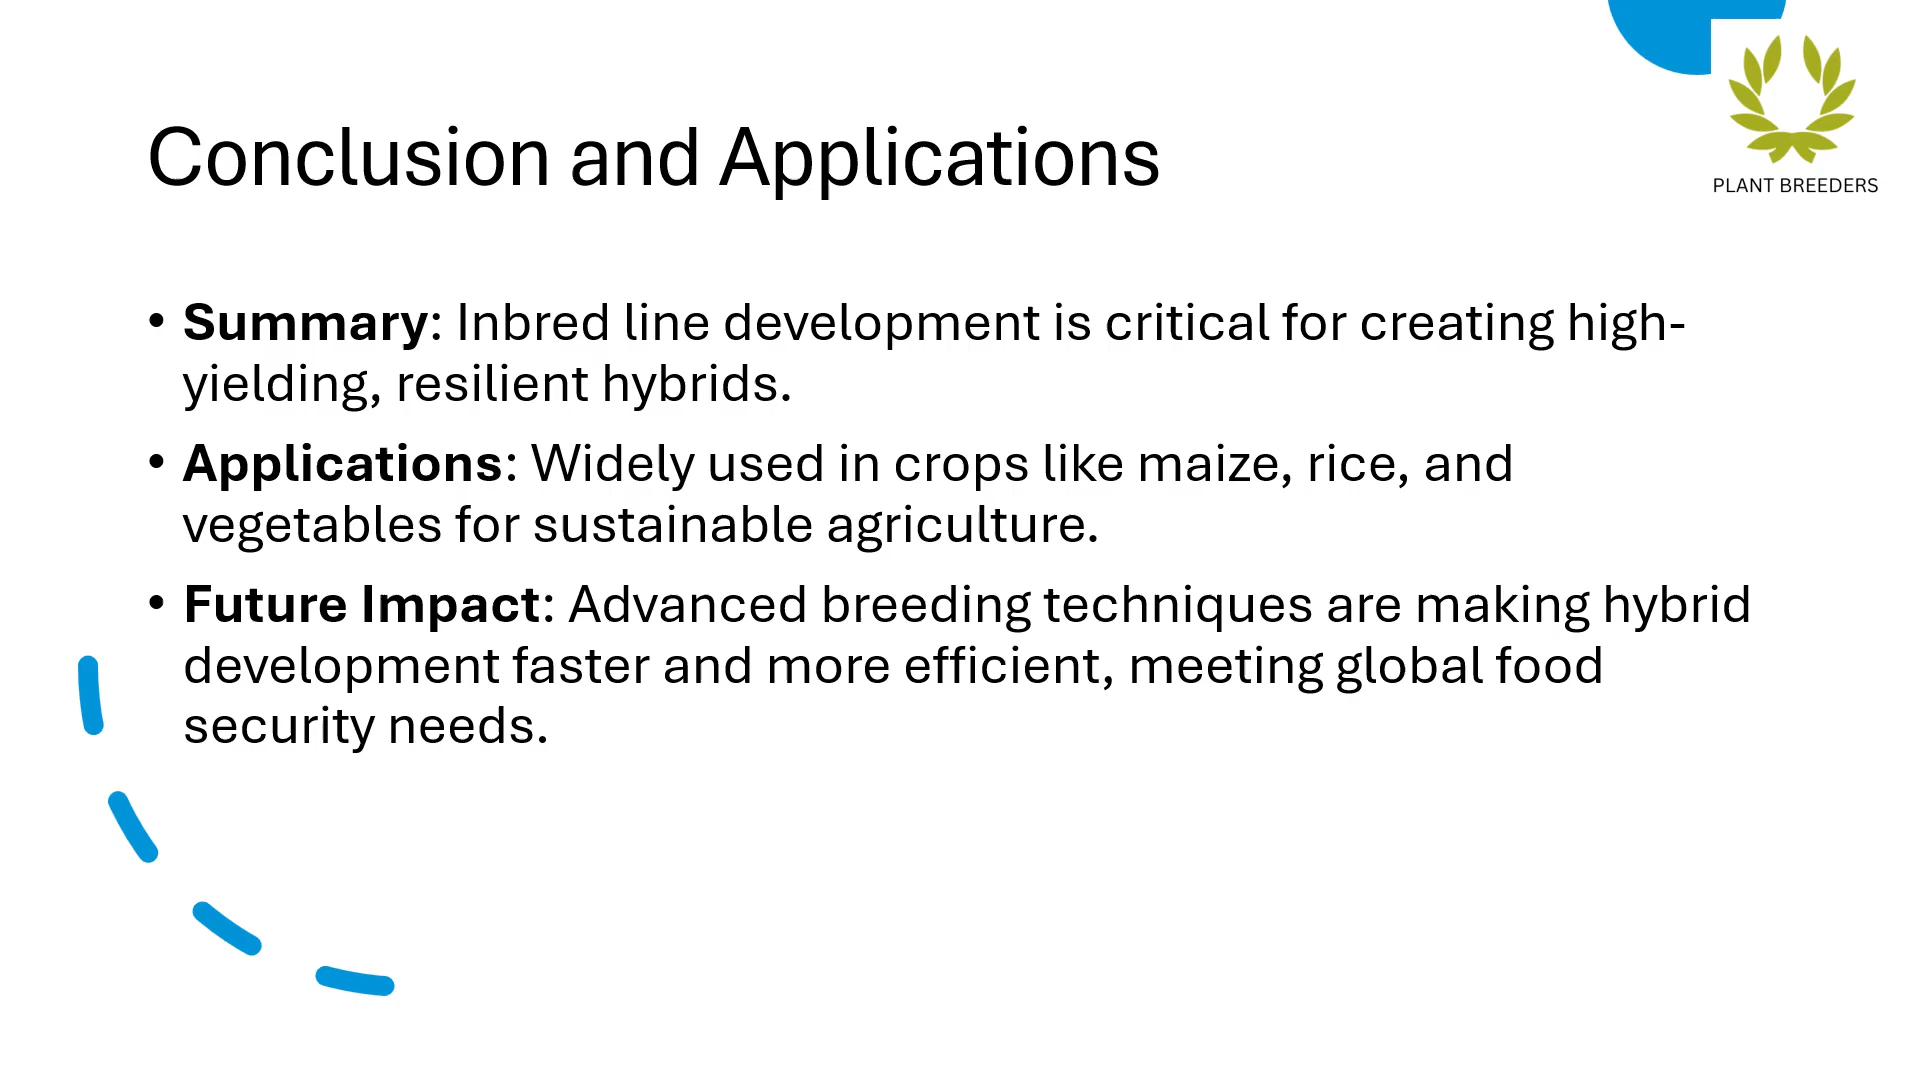 PLANT BREEDERS
Conclusion and Applications
• Summary: Inbred line development is critical for creating high-
yielding, resilient hybrids.
• Applications: Widely used in crops like maize, rice, and
vegetables for sustainable agriculture.
• Future Impact: Advanced breeding techniques are making hybrid
development faster and more efficient, meeting global food
security needs.